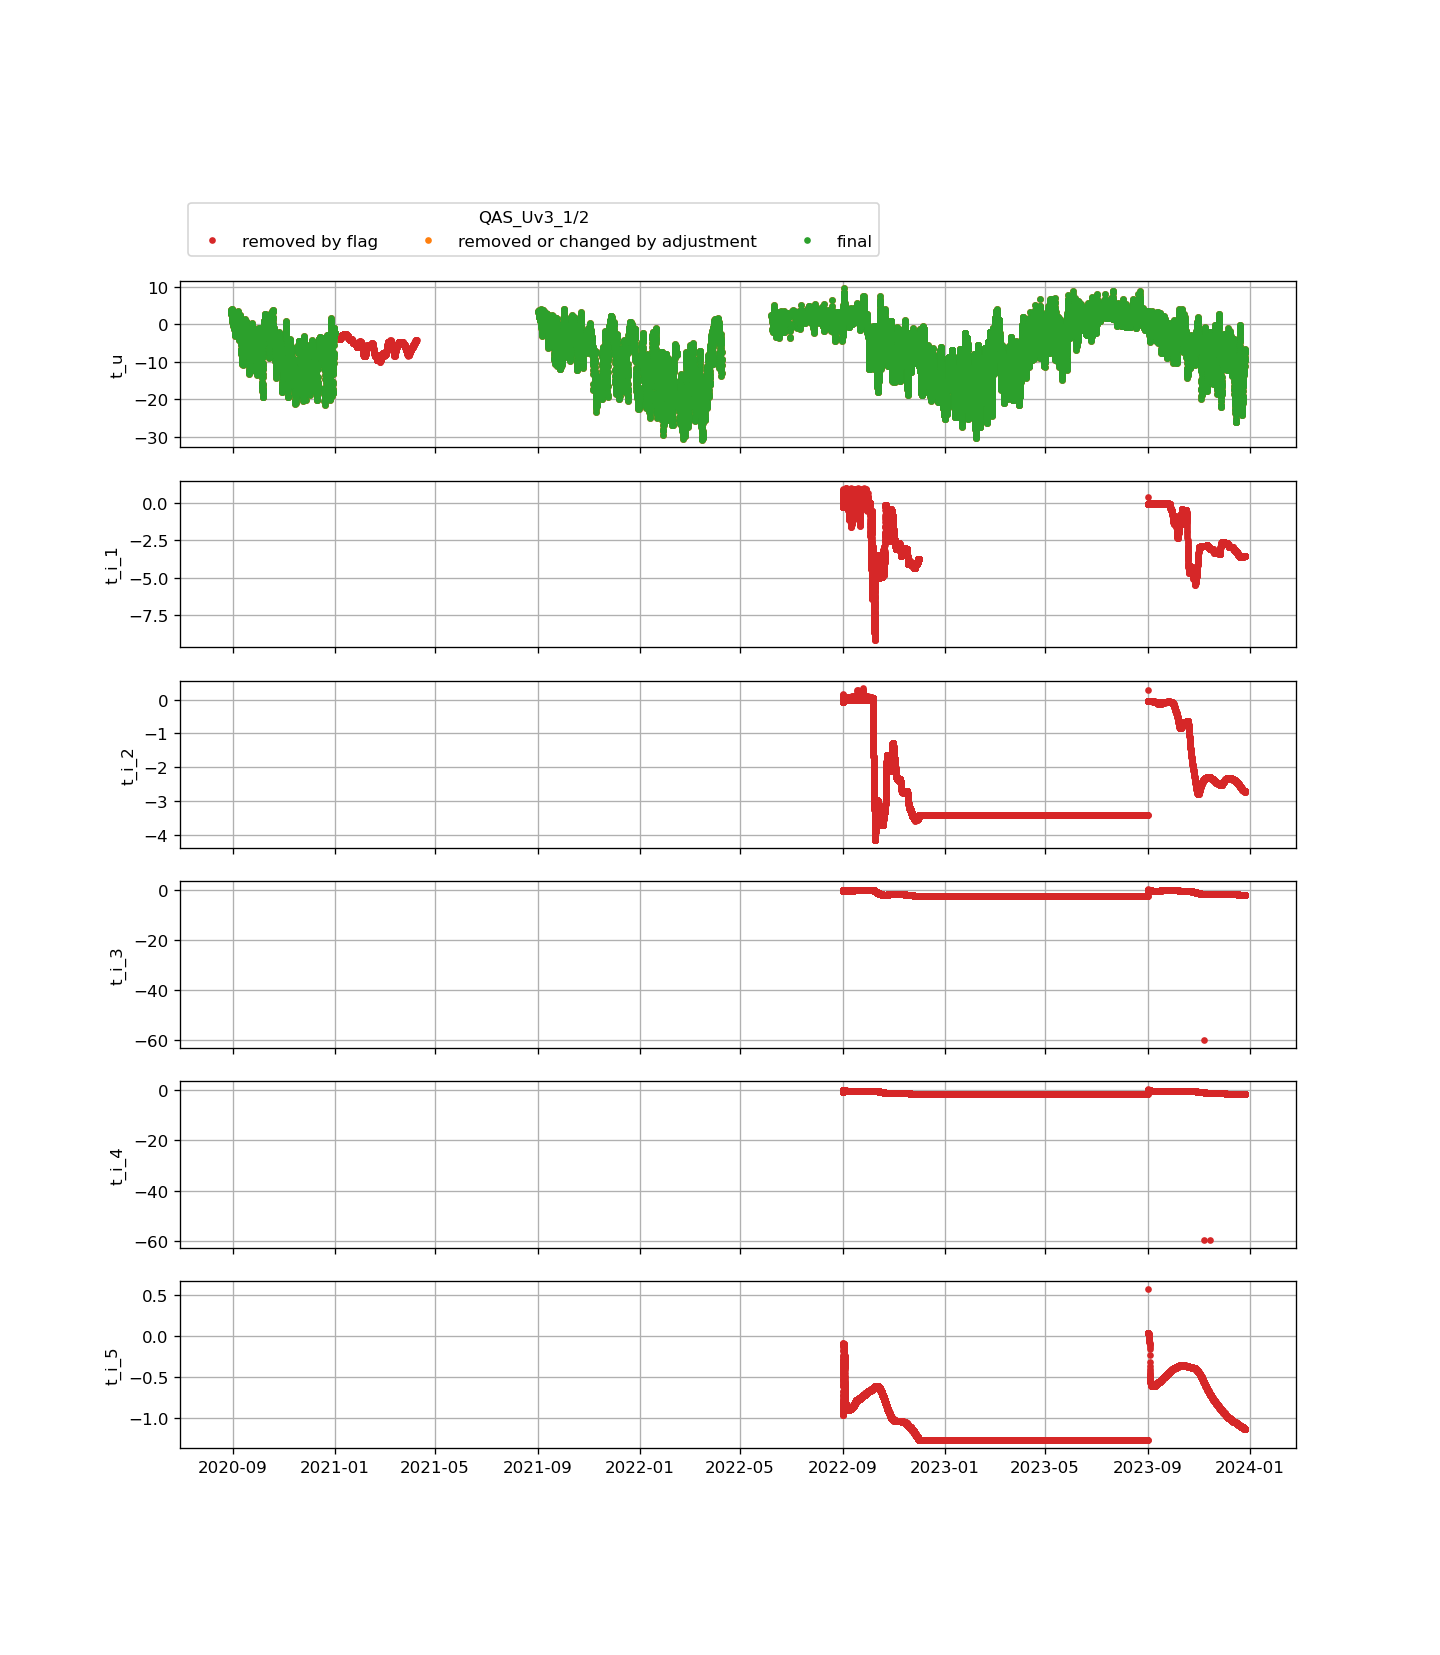 QAS_Uv3_1/2
removed by flag removed or changed by adjustment final
10
0
−10
−20
−30
t_u
0.0
−2.5
−5.0
−7.5
t_i_1
0
−1
−2
−3
−4
t_i_2
0
−20
−40
−60
t_i_3
0
−20
−40
−60
t_i_4
0.5
0.0
−0.5
−1.0
t_i_5
2020-09 2021-01 2021-05 2021-09 2022-01 2022-05 2022-09 2023-01 2023-05 2023-09 2024-01